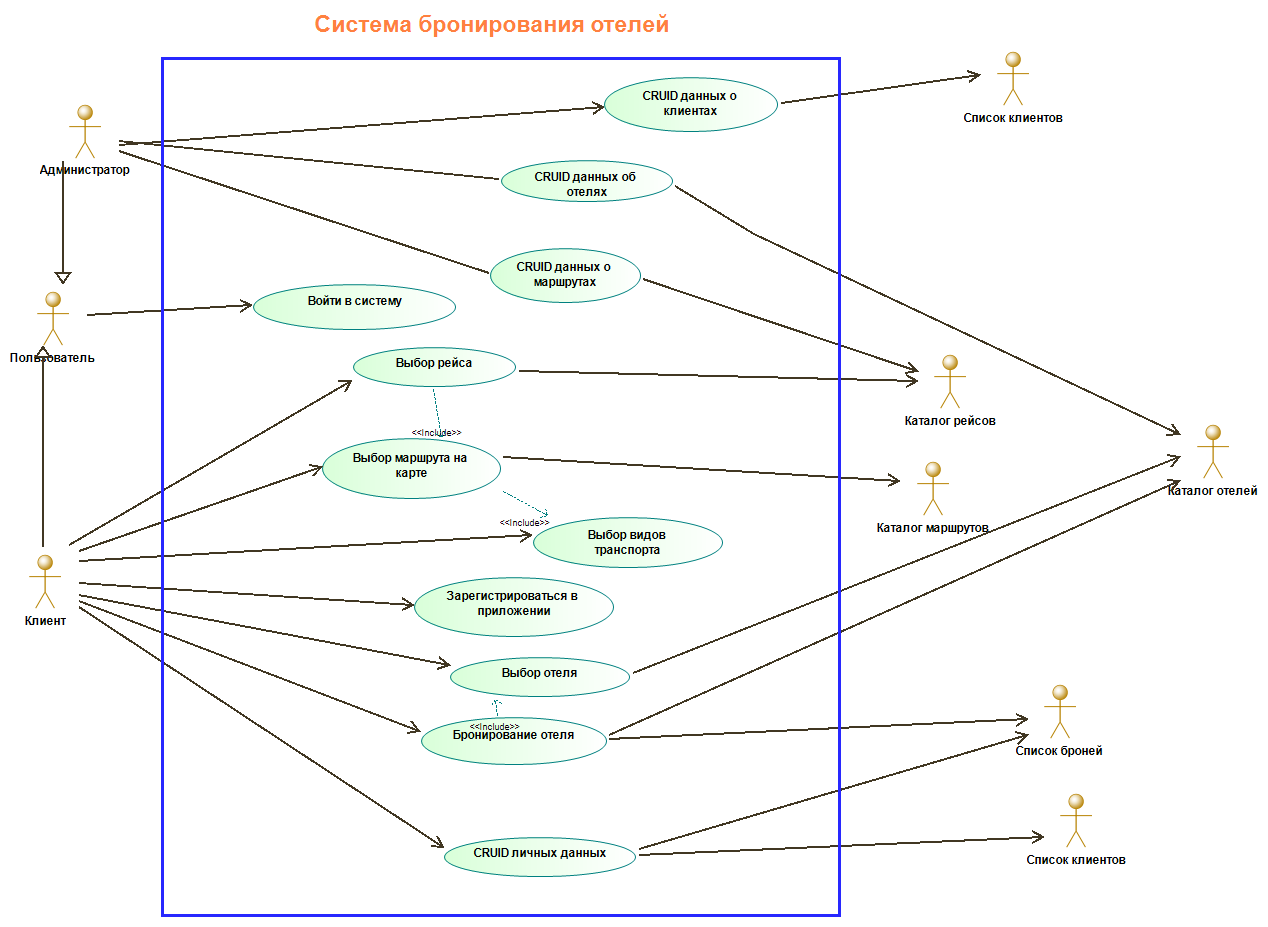 Система бронирования отелей
CRUID данных о
клиентах
Список клиентов
Администратор
CRUID данных об
отелях
CRUID данных о
маршрутах
Войти в систему
Пользователь
Выбор рейса
Каталог рейсов
<<Include>>
Выбор маршрута на
карте
Каталог отелей
Каталог маршрутов
<<Include>>
Выбор видов
транспорта
Зарегистрироваться в
приложении
Клиент
Выбор отеля
<<Include>>
Бронирование отеля
Список броней
CRUID личных данных
Список клиентов